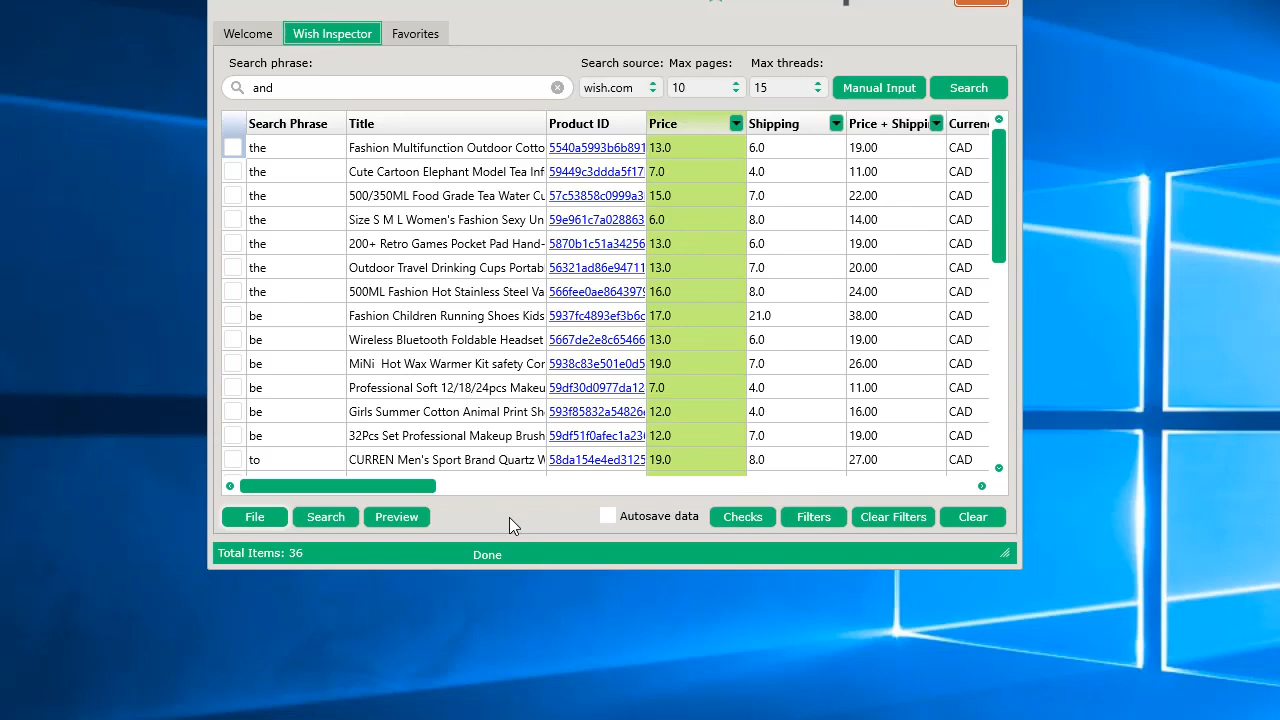 Welcome Wish Inspector Favorites
Search phrase: Search source: Max pages: Max threads:
and wish.com 10 15 Manual Input Search
Search Phrase Title Product ID Price Shipping Price + Shippi Curren
the Fashion Multifunction Outdoor Cotto 5540a5993b6b891 13.0 6.0 19.00 CAD
the Cute Cartoon Elephant Model Tea Inf 59449c3ddda5f17 7.0 4.0 11.00 CAD
the 500/350ML Food Grade Tea Water Cu 57c53858c0999a3 15.0 7.0 22.00 CAD
the Size S M L Women's Fashion Sexy Un 59e961c7a028863 6.0 8.0 14.00 CAD
the 200+ Retro Games Pocket Pad Hand- 5870b1c51a34256 13.0 6.0 19.00 CAD
the Outdoor Travel Drinking Cups Portab 56321ad86e94711 13.0 7.0 20.00 CAD
the 500ML Fashion Hot Stainless Steel Va 566fee0ae8643979 16.0 8.0 24.00 CAD
be Fashion Children Running Shoes Kids 5937fc4893ef3b6c 17.0 21.0 38.00 CAD
be Wireless Bluetooth Foldable Headset 5667de2e8c65466 13.0 6.0 19.00 CAD
be MiNi Hot Wax Warmer Kit safety Cor 5938c83e501e0d5 19.0 7.0 26.00 CAD
be Professional Soft 12/18/24pcs Makeu 59df30d0977da12 7.0 4.0 11.00 CAD
be Girls Summer Cotton Animal Print Sh 593f85832a54826 12.0 4.0 16.00 CAD
be 32Pcs Set Professional Makeup Brush 59df51f0afec1a23 12.0 7.0 19.00 CAD
to CURREN Men's Sport Brand Quartz W 58da154e4ed3125 19.0 8.0 27.00 CAD
File Search Preview Autosave data Checks Filters Clear Filters Clear
Total Items: 36 Done